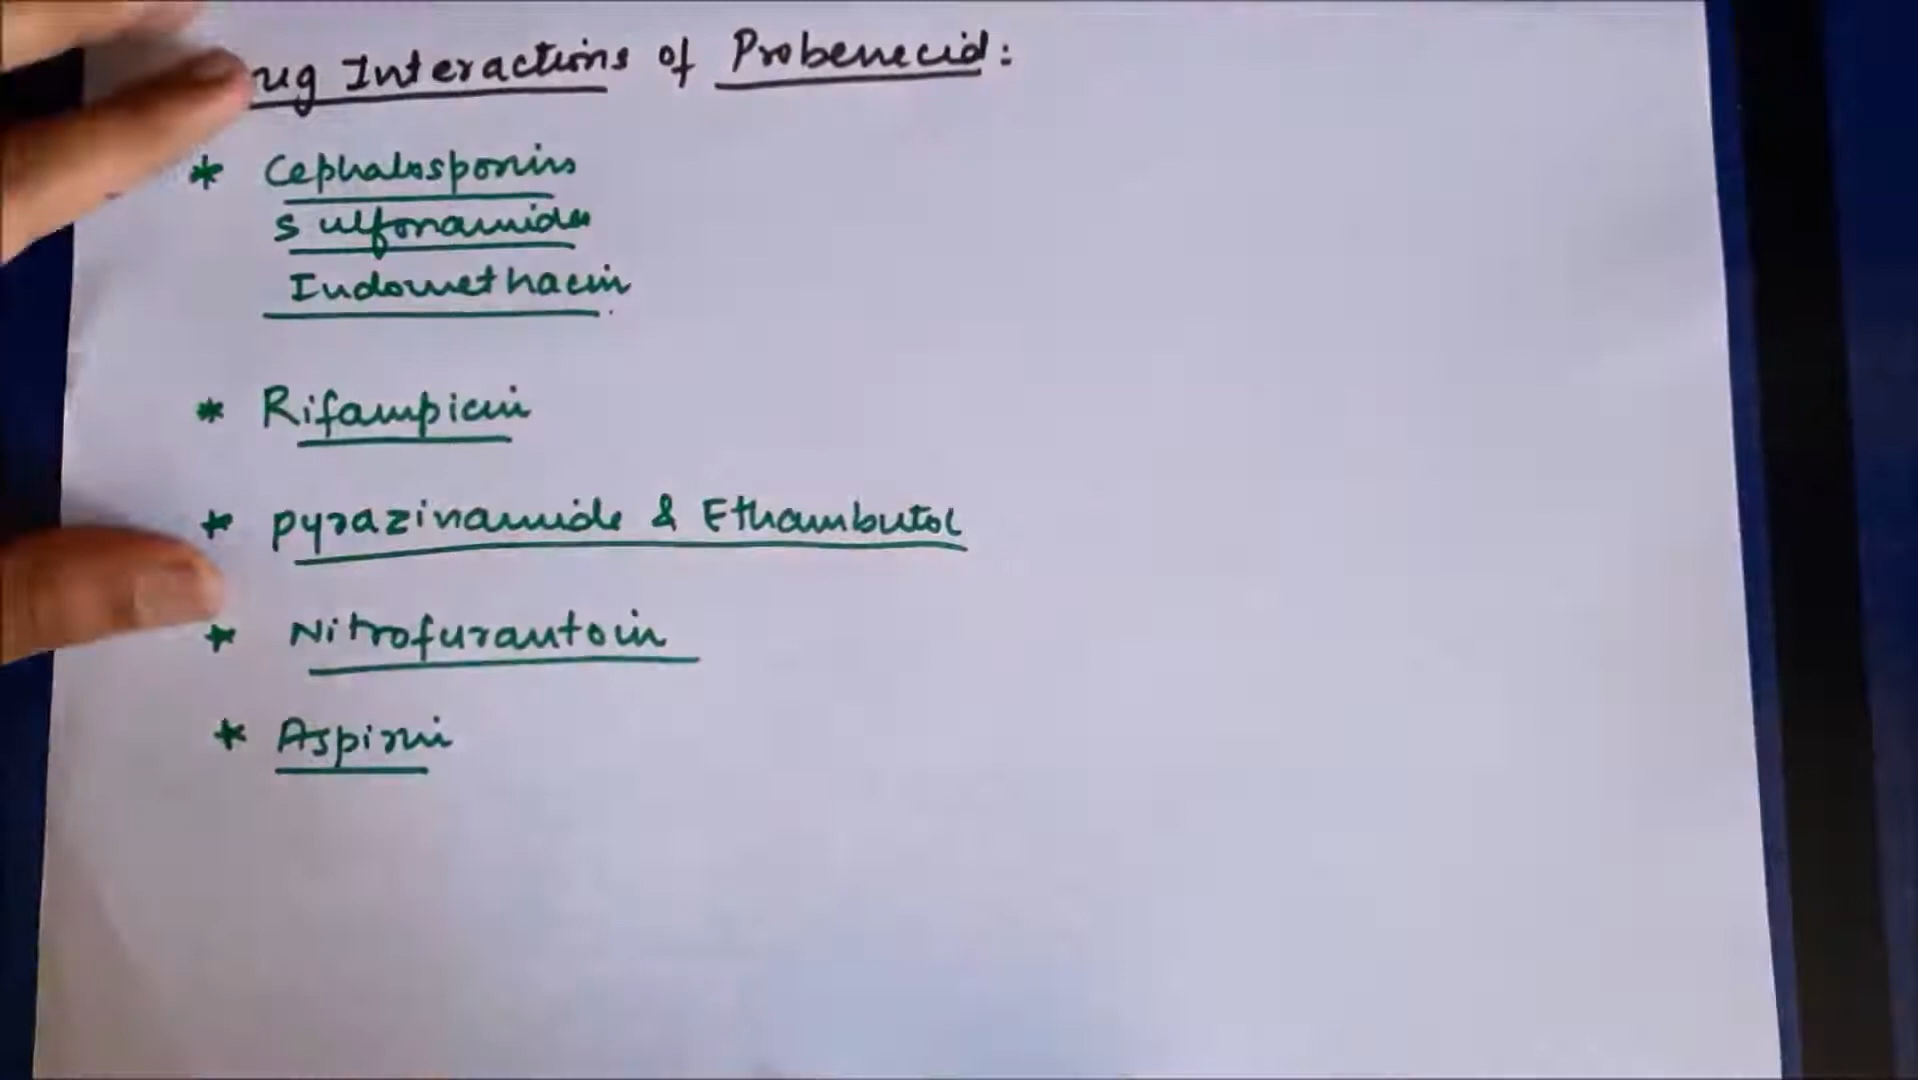 ug Interactions of Probenecid:
* Cephalosporins
Sulfonamides
Indomethacin
* Rifampicin
* Pyrazinamide & Ethambutol
* Nitrofurantoin
* Aspirin